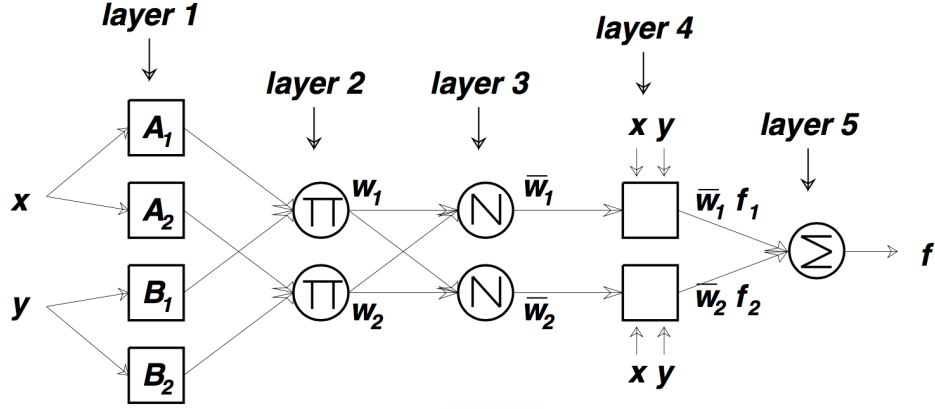 layer 1
layer 4
layer 2
layer 3
x y
layer 5
A₁
x
A₂
Π
w₁
N
w̅₁
w̅₁ f₁
Σ
f
y
B₁
Π
w₂
N
w̅₂
w̅₂ f₂
B₂
x y